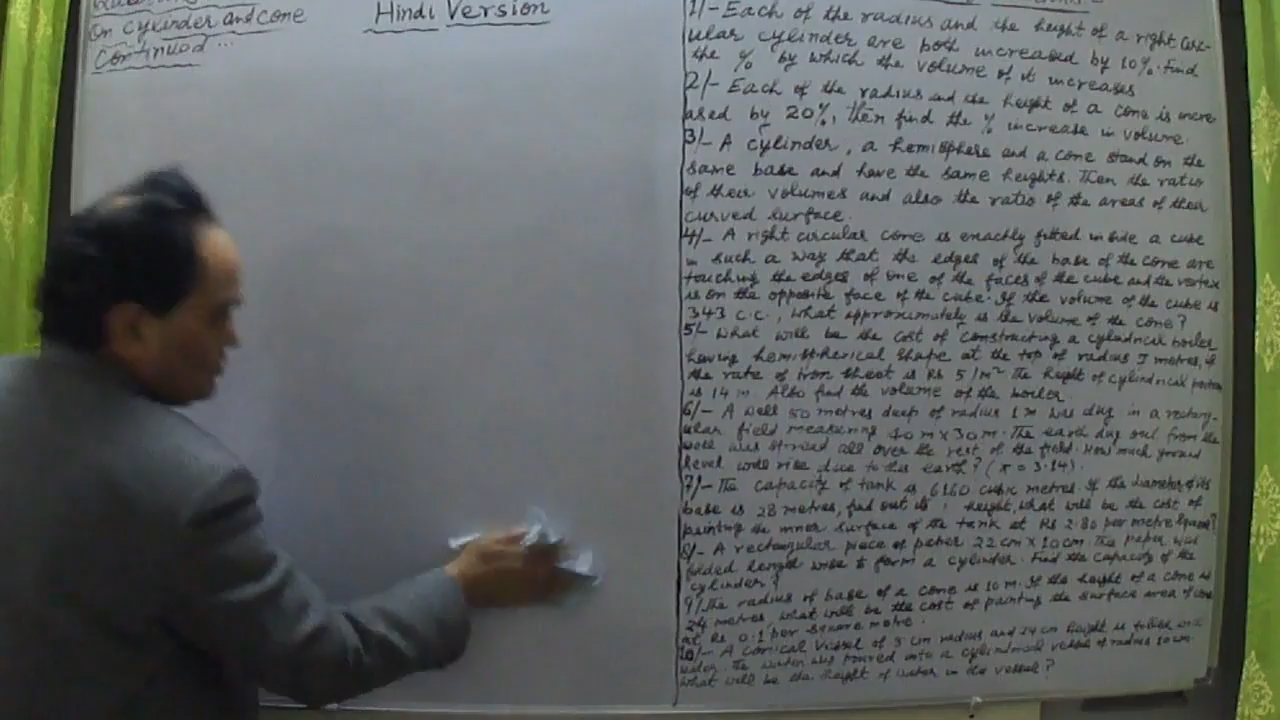 On cylinder and cone
Continued ...
Hindi Version
1/- Each of the radius and the height of a right circ-
ular cylinder are both increased by 10%. Find
the % by which the volume of it increases
2/- Each of the radius and the height of a cone is incre
ased by 20%, Then find the % increase in volume.
3/- A cylinder, a hemisphere and a cone stand on the
same base and have the same heights. Then the ratio
of their volumes and also the ratio of the areas of their
curved surface.
4/- A right circular cone is exactly fitted inside a cube
in such a way that the edges of the base of the cone are
touching the edges of one of the faces of the cube and the vertex
is on the opposite face of the cube. If the volume of the cube is
343 c.c., what approximately is the volume of the cone?
5/- What will be the cost of constructing a cylindrical boiler
having hemispherical shape at the top of radius 7 metres, if
the rate of iron sheet is Rs 5/m² The height of cylindrical portion
is 14 m. Also find the volume of the boiler.
6/- A well 50 metres deep of radius 1 m was dug in a rectang-
ular field measuring 40 m x 30 m. The earth dug out from the
well was spread all over the rest of the field. How much ground
level will rise due to this earth? (π = 3.14).
7/- The capacity of tank is 6160 cubic metres. If the diameter of its
base is 28 metres, find out its height, what will be the cost of
painting the inner surface of the tank at Rs 2.80 per metre square?
8/- A rectangular piece of paper 22 cm x 10 cm. The paper was
folded length wise to form a cylinder. Find the capacity of the
cylinder?
9/ The radius of base of a cone is 10 m. If the height of a cone is
24 metres, what will be the cost of painting the surface area of cone
at Rs 0.1 per square metre.
10/- A conical vessel of 5 cm radius and 24 cm height is filled with
water. The water was poured into a cylindrical vessel of radius 10 cm.
What will be the height of water in the vessel?